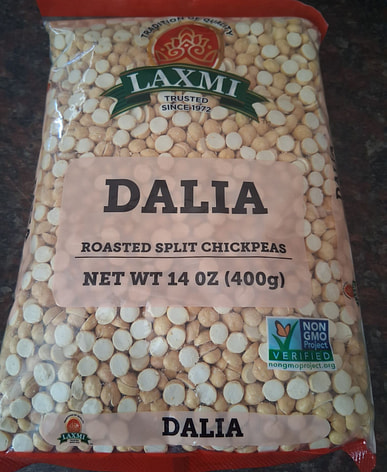 TRADITION OF QUALITY
LAXMI
TRUSTED
SINCE 1972
DALIA
ROASTED SPLIT CHICKPEAS
NET WT 14 OZ (400g)
NON
GMO
Project
VERIFIED
nongmoproject.org
LAXMI
DALIA